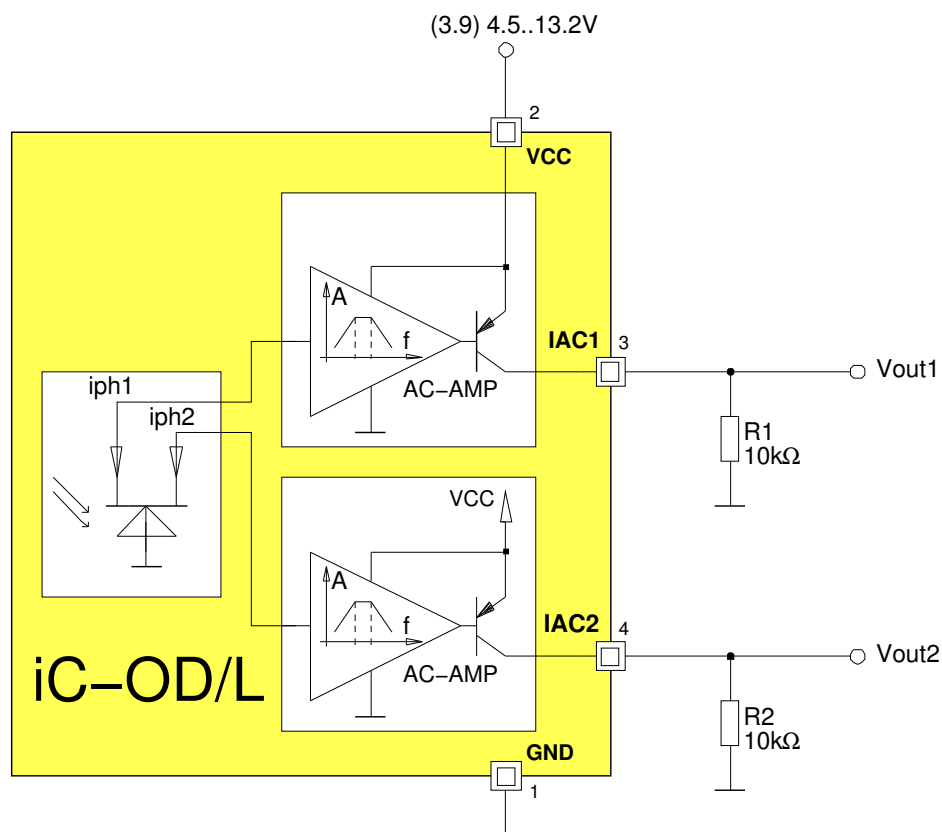 (3.9) 4.5..13.2V
2
VCC
A
f
AC–AMP
IAC1
3
Vout1
R1
10kΩ
iph1
iph2
VCC
A
f
AC–AMP
IAC2
4
Vout2
R2
10kΩ
iC–OD/L
GND
1